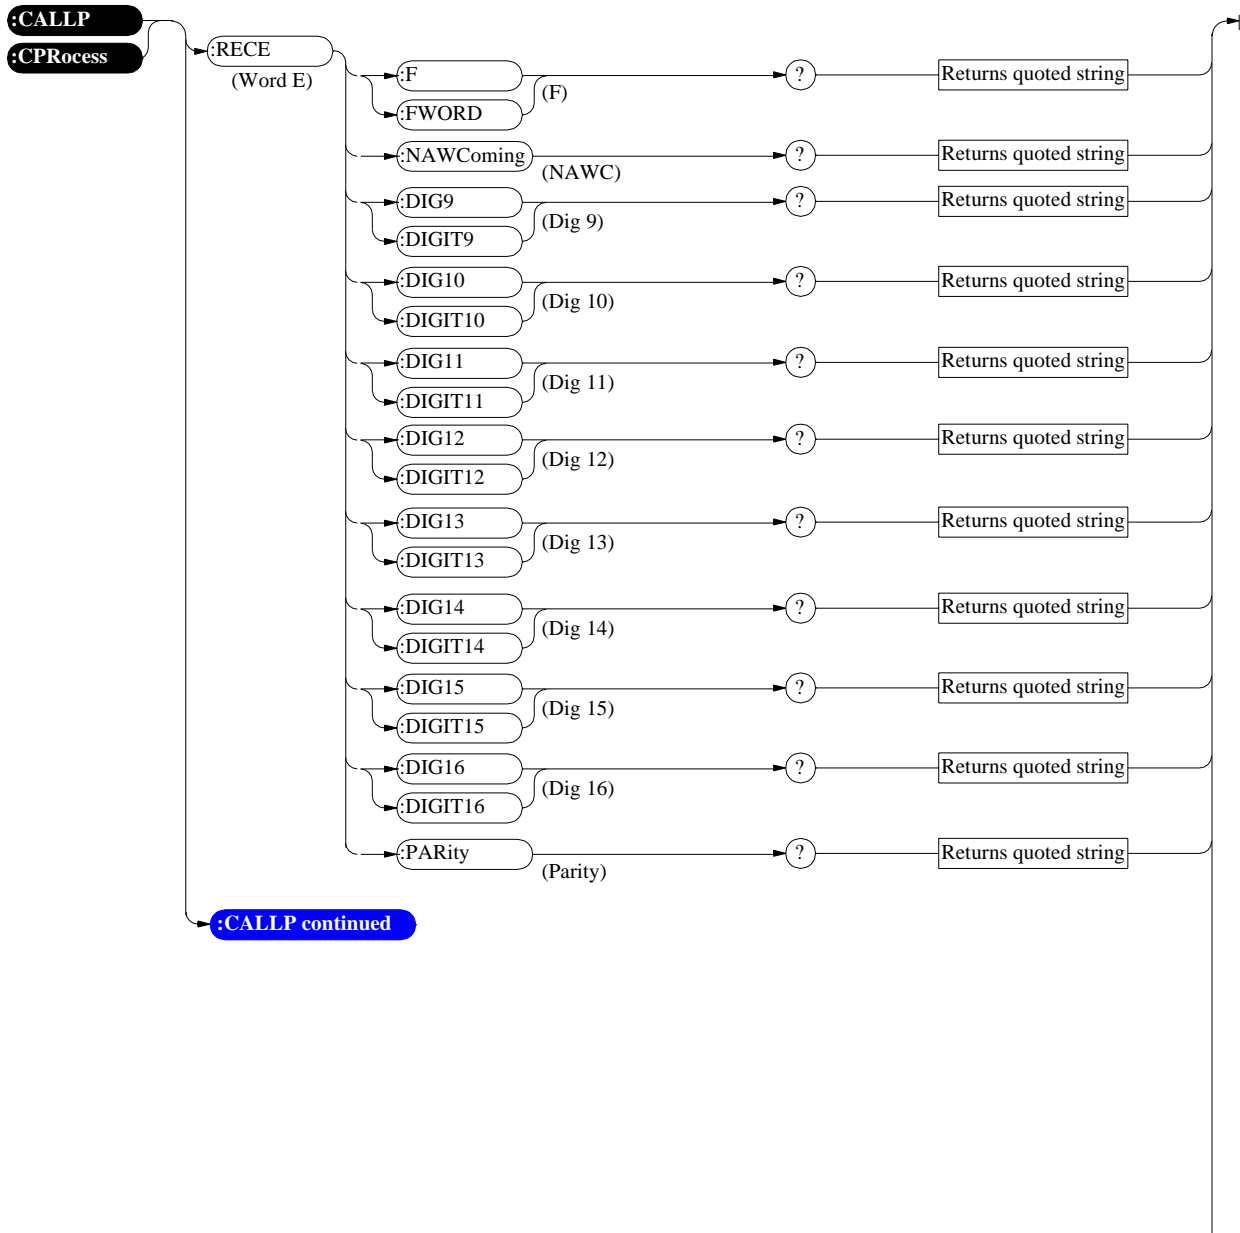 :CALLP
:CPRocess
:RECE
(Word E)
:F
:FWORD
(F)
?
Returns quoted string
:NAWComing
(NAWC)
?
Returns quoted string
:DIG9
:DIGIT9
(Dig 9)
?
Returns quoted string
:DIG10
:DIGIT10
(Dig 10)
?
Returns quoted string
:DIG11
:DIGIT11
(Dig 11)
?
Returns quoted string
:DIG12
:DIGIT12
(Dig 12)
?
Returns quoted string
:DIG13
:DIGIT13
(Dig 13)
?
Returns quoted string
:DIG14
:DIGIT14
(Dig 14)
?
Returns quoted string
:DIG15
:DIGIT15
(Dig 15)
?
Returns quoted string
:DIG16
:DIGIT16
(Dig 16)
?
Returns quoted string
:PARity
(Parity)
?
Returns quoted string
:CALLP continued